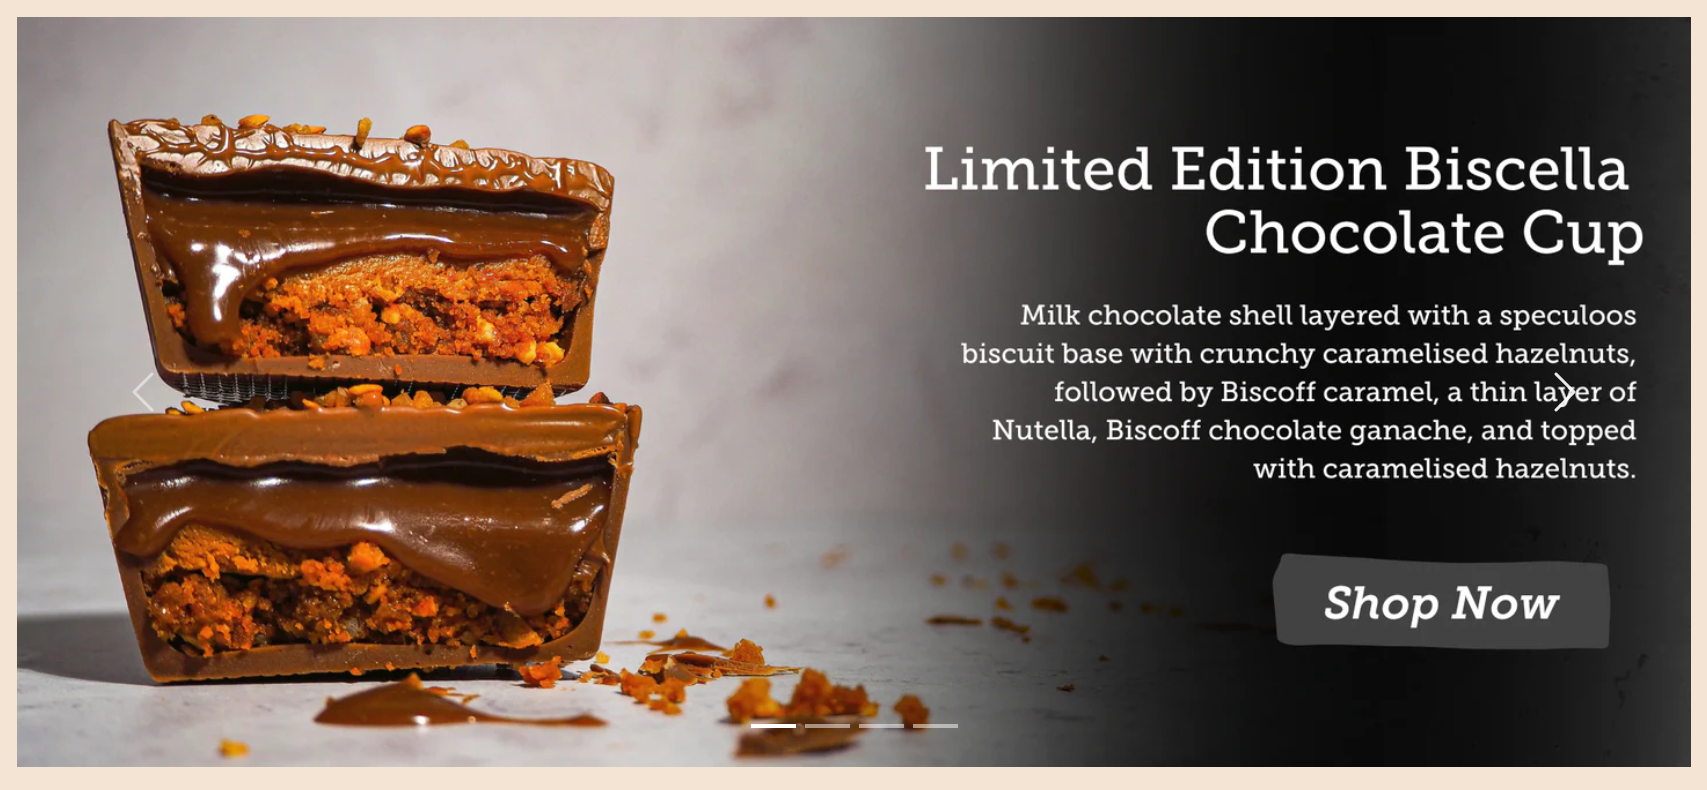 Limited Edition Biscella
Chocolate Cup
Milk chocolate shell layered with a speculoos
biscuit base with crunchy caramelised hazelnuts,
followed by Biscoff caramel, a thin layer of
Nutella, Biscoff chocolate ganache, and topped
with caramelised hazelnuts.
Shop Now